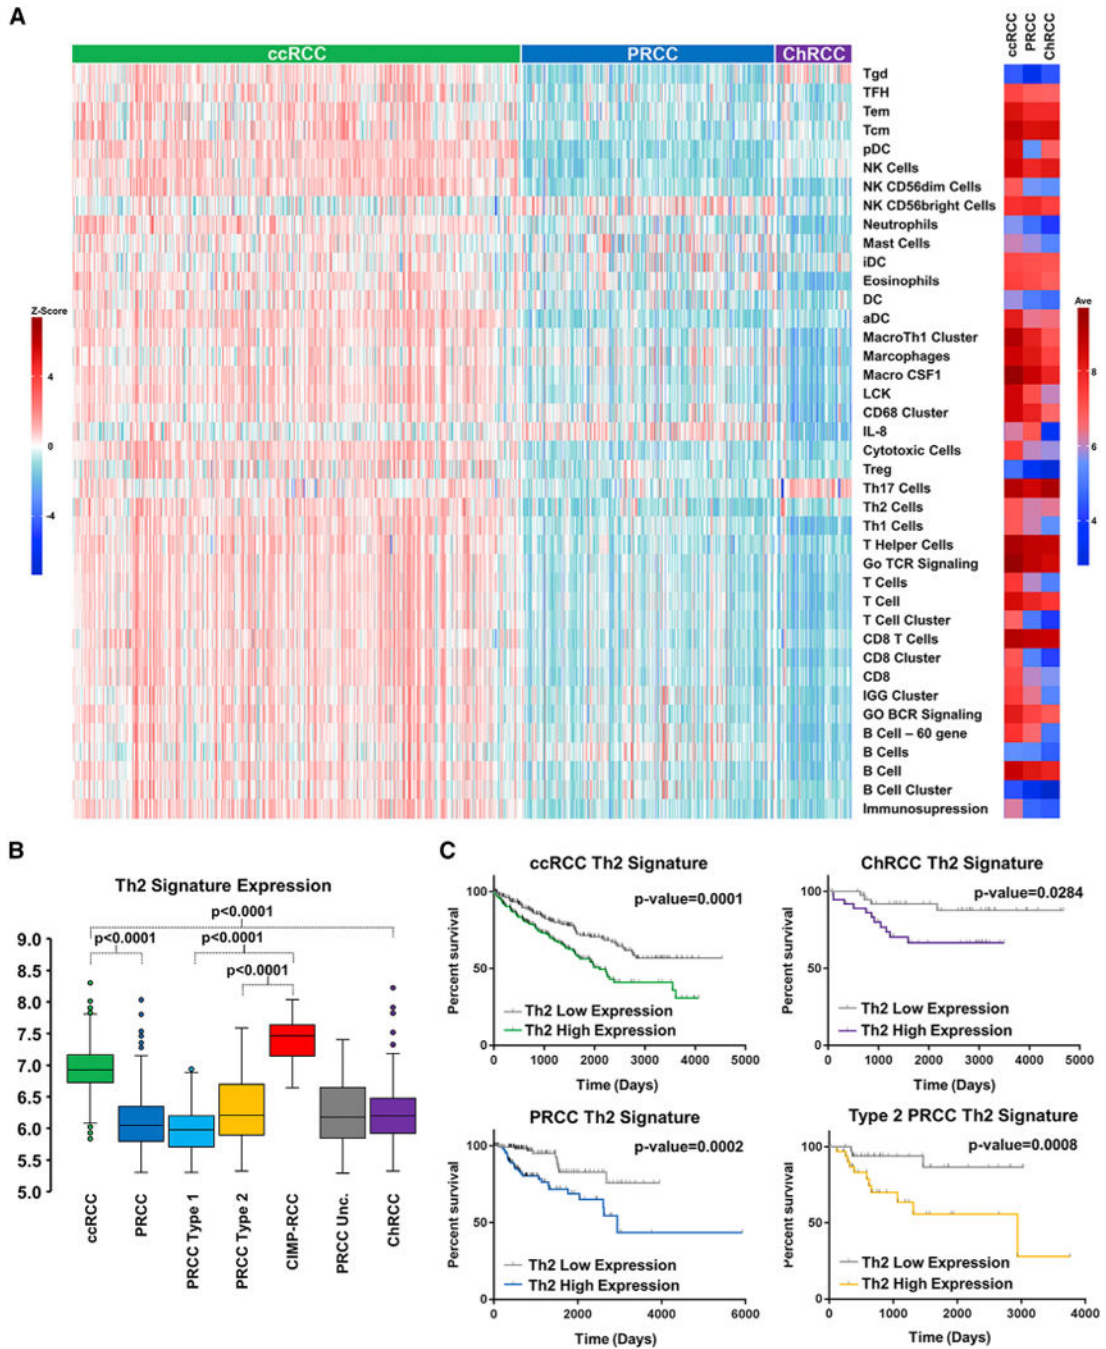 A
ccRCC
PRCC
ChRCC
ccRCC
PRCC
ChRCC
Tgd
TFH
Tem
Tcm
pDC
NK Cells
NK CD56dim Cells
NK CD56bright Cells
Neutrophils
Mast Cells
iDC
Eosinophils
DC
aDC
MacroTh1 Cluster
Marcophages
Macro CSF1
LCK
CD68 Cluster
IL-8
Cytotoxic Cells
Treg
Th17 Cells
Th2 Cells
Th1 Cells
T Helper Cells
Go TCR Signaling
T Cells
T Cell
T Cell Cluster
CD8 T Cells
CD8 Cluster
CD8
IGG Cluster
GO BCR Signaling
B Cell – 60 gene
B Cells
B Cell
B Cell Cluster
Immunosupression
Z-Score
4
0
-4
Ave
8
6
4
B
Th2 Signature Expression
p<0.0001
p<0.0001 p<0.0001
p<0.0001
9.0
8.5
8.0
7.5
7.0
6.5
6.0
5.5
5.0
ccRCC
PRCC
PRCC Type 1
PRCC Type 2
CIMP-RCC
PRCC Unc.
ChRCC
C
ccRCC Th2 Signature
p-value=0.0001
Percent survival
100
50
0
Th2 Low Expression
Th2 High Expression
0 1000 2000 3000 4000 5000
Time (Days)
ChRCC Th2 Signature
p-value=0.0284
Percent survival
100
50
0
Th2 Low Expression
Th2 High Expression
0 1000 2000 3000 4000 5000
Time (Days)
PRCC Th2 Signature
p-value=0.0002
Percent survival
100
50
0
Th2 Low Expression
Th2 High Expression
0 1000 2000 3000 4000 5000 6000
Time (Days)
Type 2 PRCC Th2 Signature
p-value=0.0008
Percent survival
100
50
0
Th2 Low Expression
Th2 High Expression
0 1000 2000 3000 4000
Time (Days)